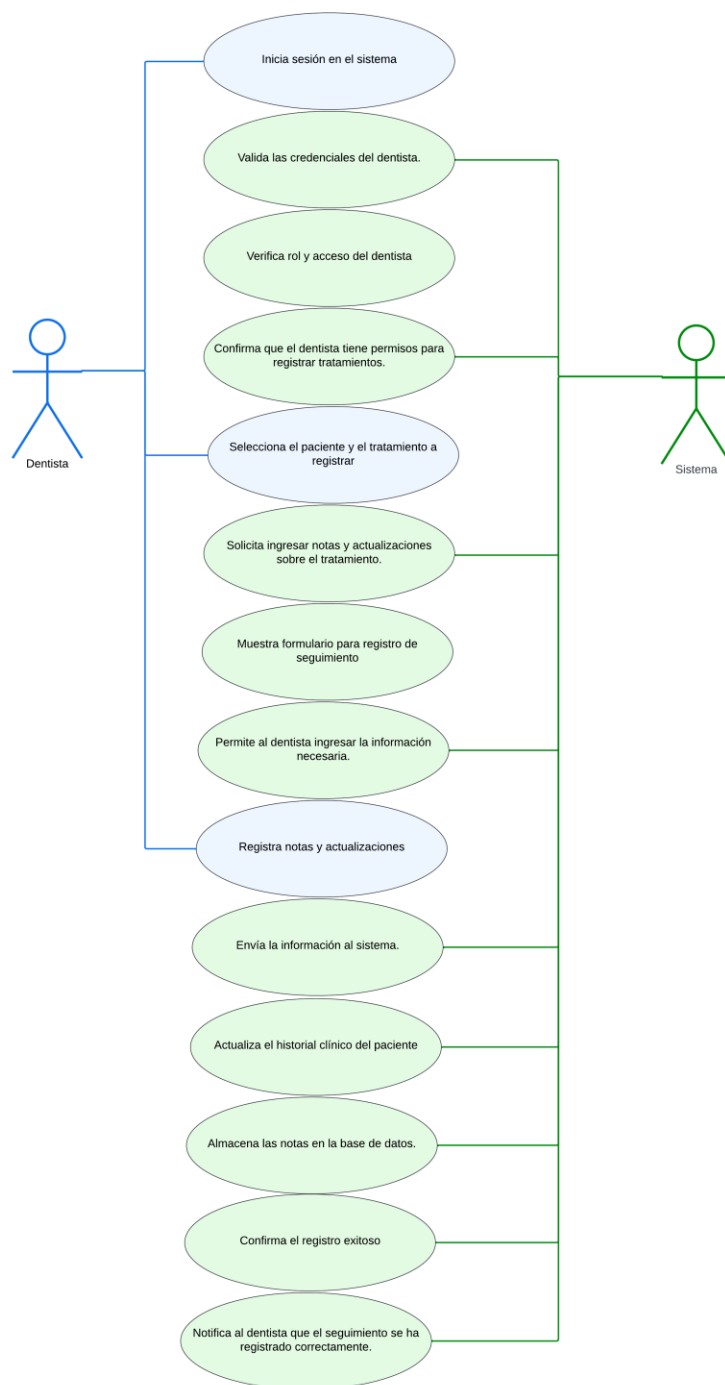 Inicia sesión en el sistema
Valida las credenciales del dentista.
Verifica rol y acceso del dentista
Confirma que el dentista tiene permisos para
registrar tratamientos.
Dentista
Sistema
Selecciona el paciente y el tratamiento a
registrar
Solicita ingresar notas y actualizaciones
sobre el tratamiento.
Muestra formulario para registro de
seguimiento
Permite al dentista ingresar la información
necesaria.
Registra notas y actualizaciones
Envía la información al sistema.
Actualiza el historial clínico del paciente
Almacena las notas en la base de datos.
Confirma el registro exitoso
Notifica al dentista que el seguimiento se ha
registrado correctamente.